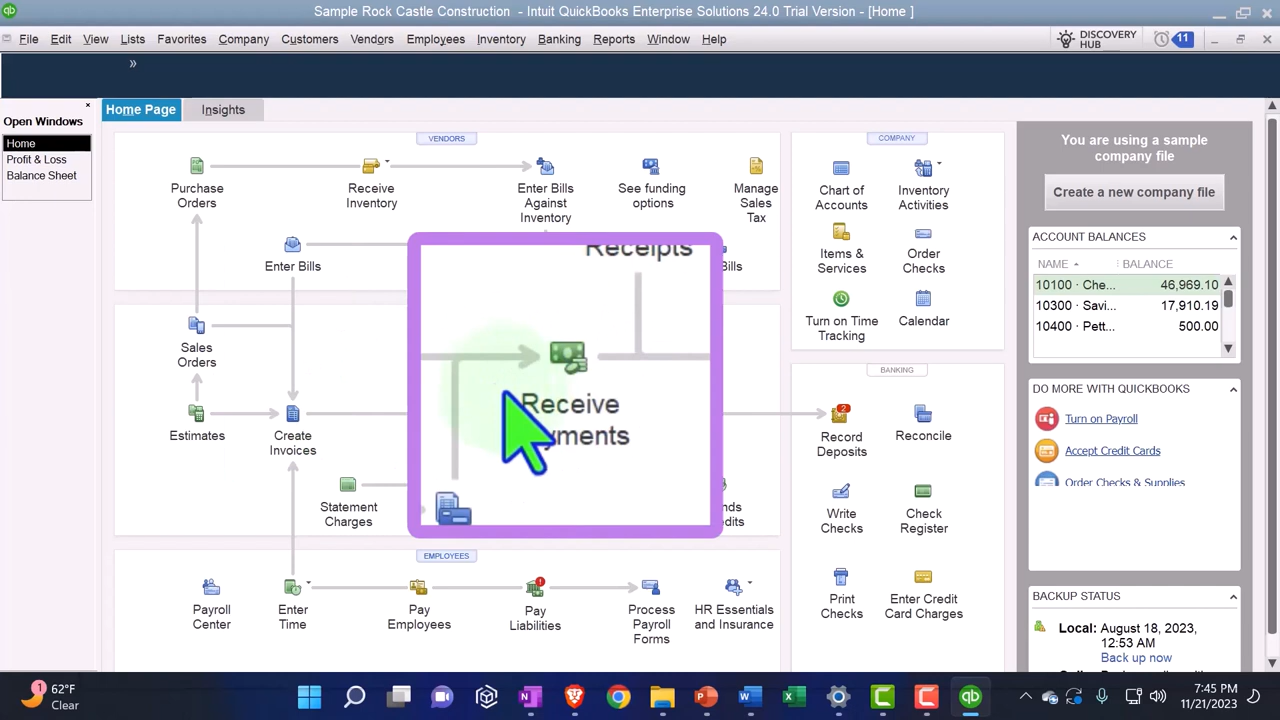 Sample Rock Castle Construction - Intuit QuickBooks Enterprise Solutions 24.0 Trial Version - [Home ]
File Edit View Lists Favorites Company Customers Vendors Employees Inventory Banking Reports Window Help
DISCOVERY
HUB
11
»
Open Windows
Home
Profit & Loss
Balance Sheet
Home Page
Insights
VENDORS
Purchase
Orders
Receive
Inventory
Enter Bills
Against
Inventory
See funding
options
Manage
Sales
Tax
Enter Bills
Bills
Sales
Orders
Estimates
Create
Invoices
Statement
Charges
Receipts
Receive
EMPLOYEES
Payroll
Center
Enter
Time
Pay
Employees
Pay
Liabilities
Process
Payroll
Forms
HR Essentials
and Insurance
COMPANY
Chart of
Accounts
Inventory
Activities
Items &
Services
Order
Checks
Turn on Time
Tracking
Calendar
BANKING
2
Record
Deposits
Reconcile
Write
Checks
Check
Register
Print
Checks
Enter Credit
Card Charges
You are using a sample
company file
Create a new company file
ACCOUNT BALANCES
NAME BALANCE
10100 · Che... 46,969.10
10300 · Savi... 17,910.19
10400 · Pett... 500.00
DO MORE WITH QUICKBOOKS
Turn on Payroll
Accept Credit Cards
Order Checks & Supplies
BACKUP STATUS
Local: August 18, 2023,
12:53 AM
Back up now
1
62°F
Clear
7:45 PM
11/21/2023